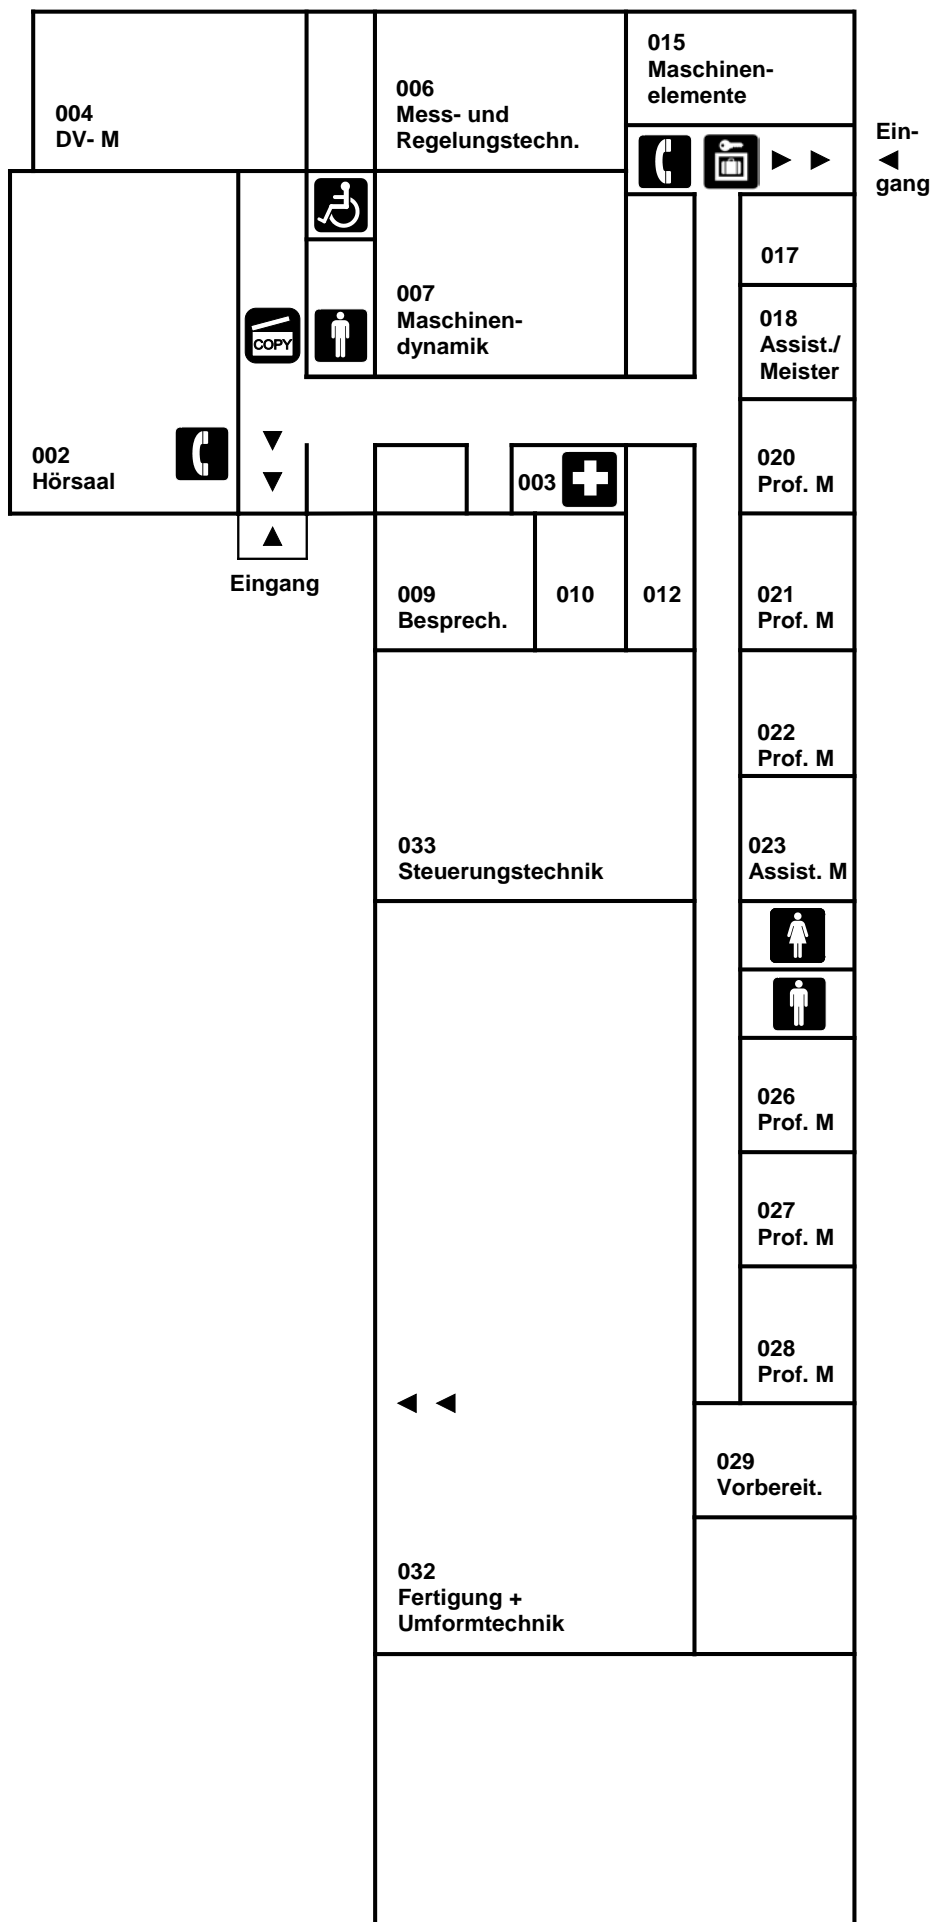 015
Maschinen-
elemente
006
Mess- und
Regelungstechn.
004
DV- M
Ein-
gang
017
007
Maschinen-
dynamik
018
Assist./
Meister
COPY
002
Hörsaal
003
020
Prof. M
Eingang
009
Besprech.
010
012
021
Prof. M
022
Prof. M
033
Steuerungstechnik
023
Assist. M
026
Prof. M
027
Prof. M
028
Prof. M
029
Vorbereit.
032
Fertigung +
Umformtechnik